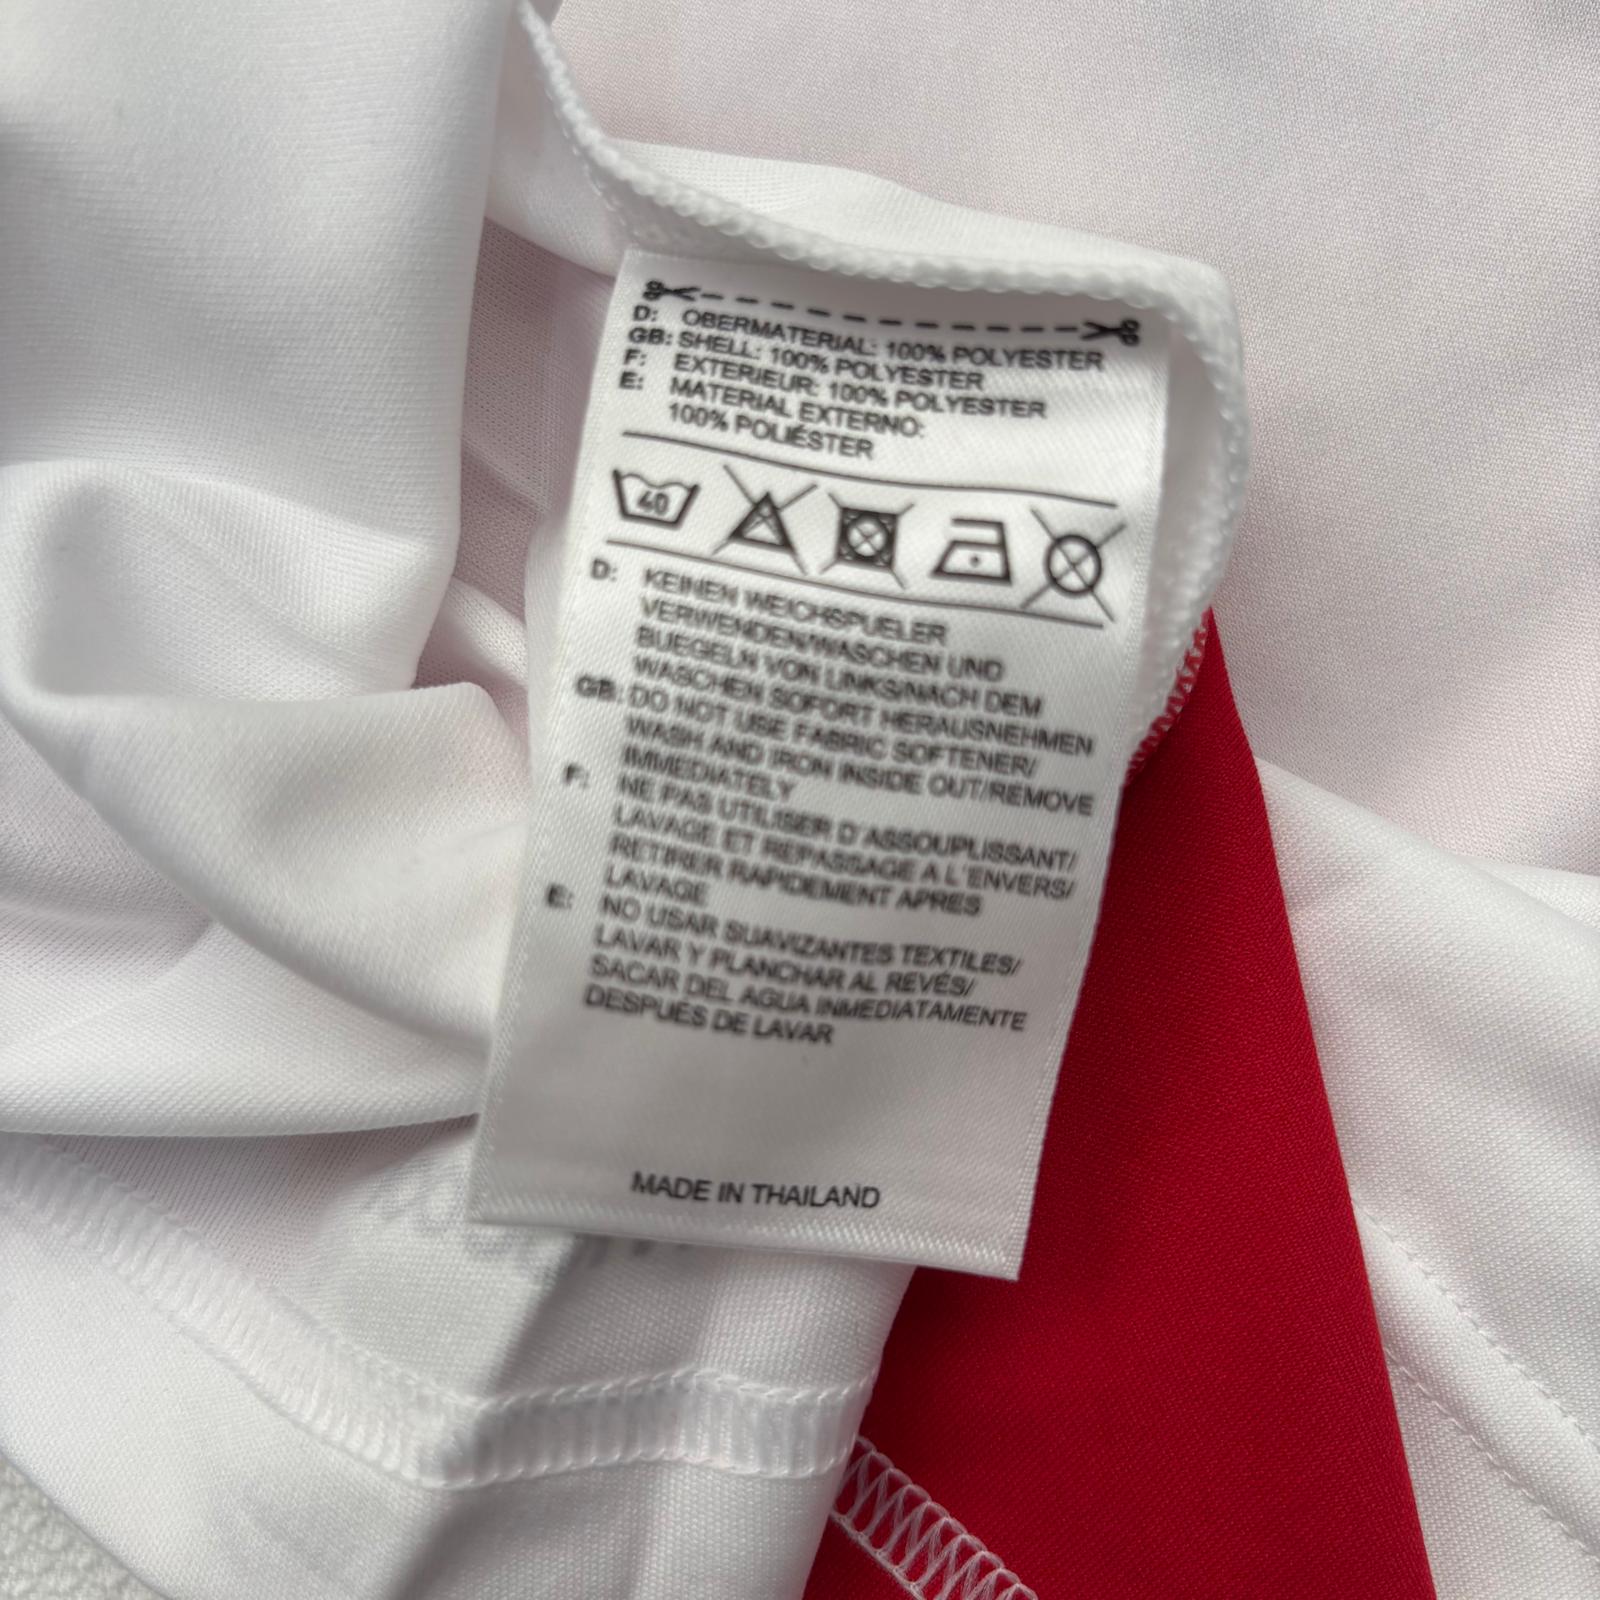 D: OBERMATERIAL: 100% POLYESTER
GB: SHELL: 100% POLYESTER
F: EXTERIEUR: 100% POLYESTER
E: MATERIAL EXTERNO:
100% POLIÉSTER
40
D: KEINEN WEICHSPUELER
VERWENDEN/WASCHEN UND
BUEGELN VON LINKS/NACH DEM
WASCHEN SOFORT HERAUSNEHMEN
GB: DO NOT USE FABRIC SOFTENER/
WASH AND IRON INSIDE OUT/REMOVE
IMMEDIATELY
F: NE PAS UTILISER D'ASSOUPLISSANT/
LAVAGE ET REPASSAGE A L'ENVERS/
RETIRER RAPIDEMENT APRES
LAVAGE
E: NO USAR SUAVIZANTES TEXTILES/
LAVAR Y PLANCHAR AL REVÉS/
SACAR DEL AGUA INMEDIATAMENTE
DESPUÉS DE LAVAR
MADE IN THAILAND